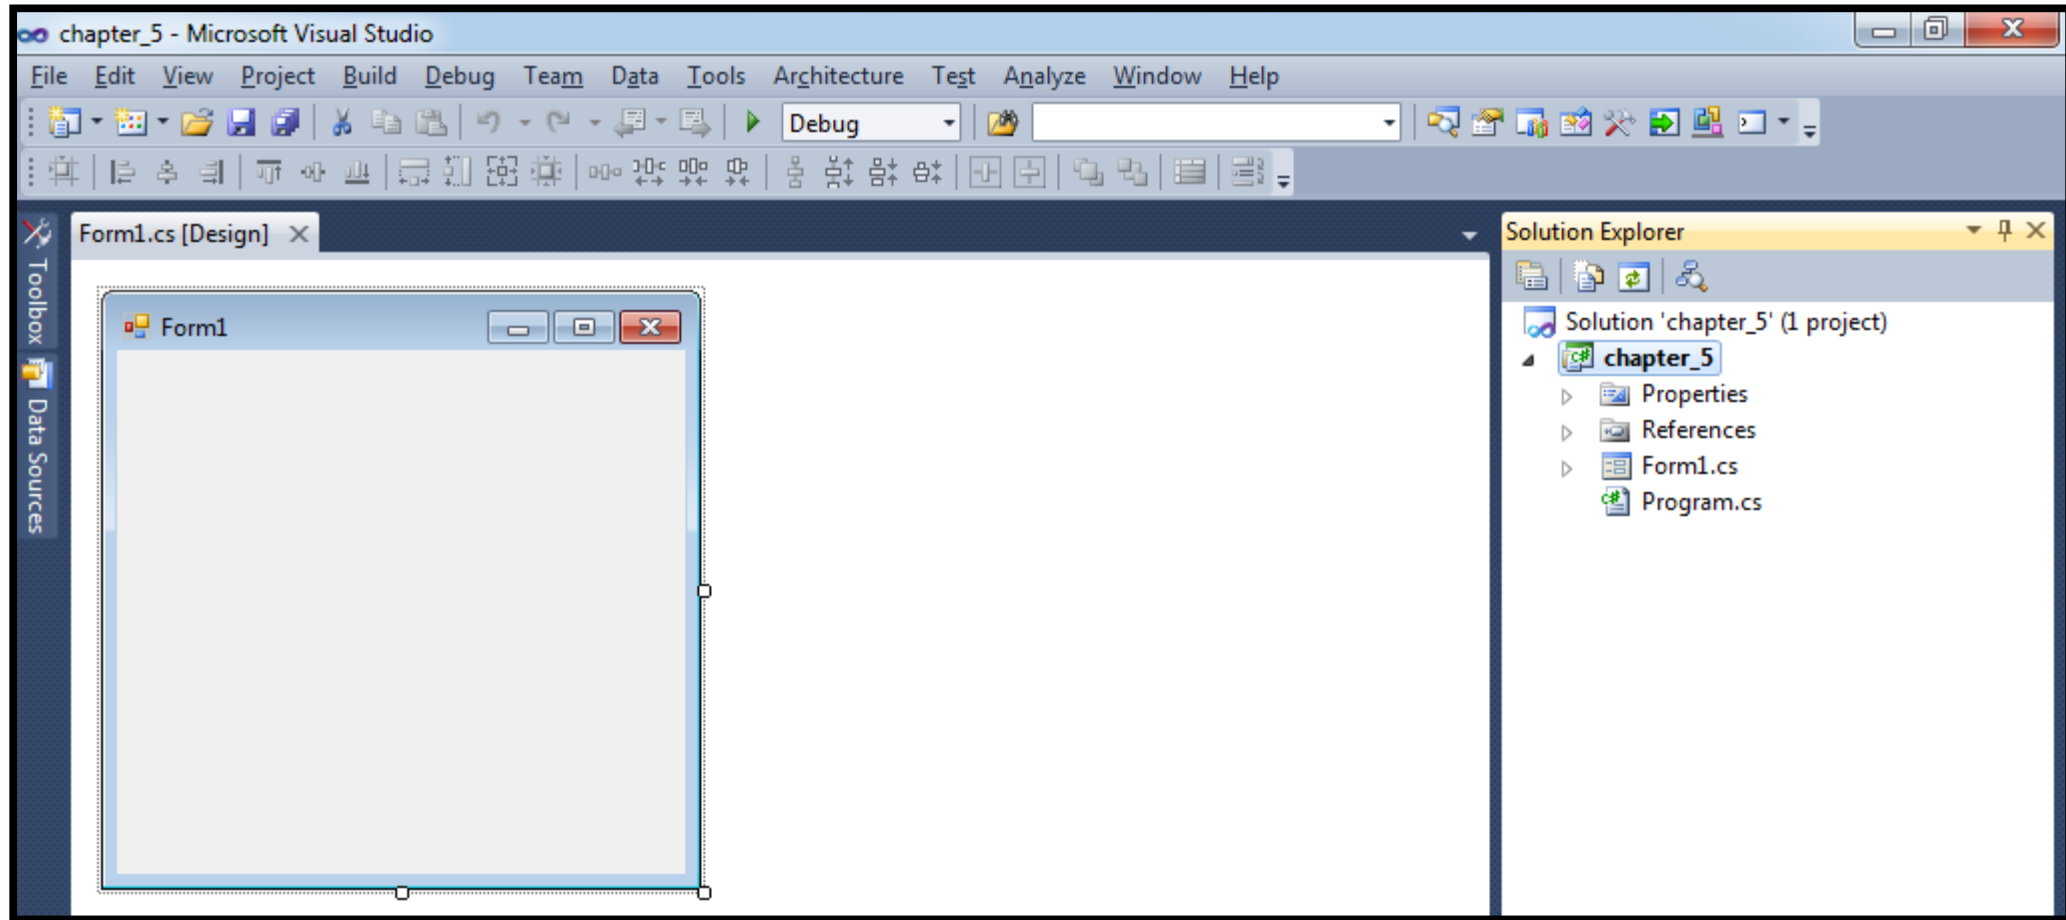 chapter_5 - Microsoft Visual Studio
File Edit View Project Build Debug Team Data Tools Architecture Test Analyze Window Help
Debug
Toolbox
Data Sources
Form1.cs [Design]
Form1
Solution Explorer
Solution 'chapter_5' (1 project)
chapter_5
Properties
References
Form1.cs
Program.cs